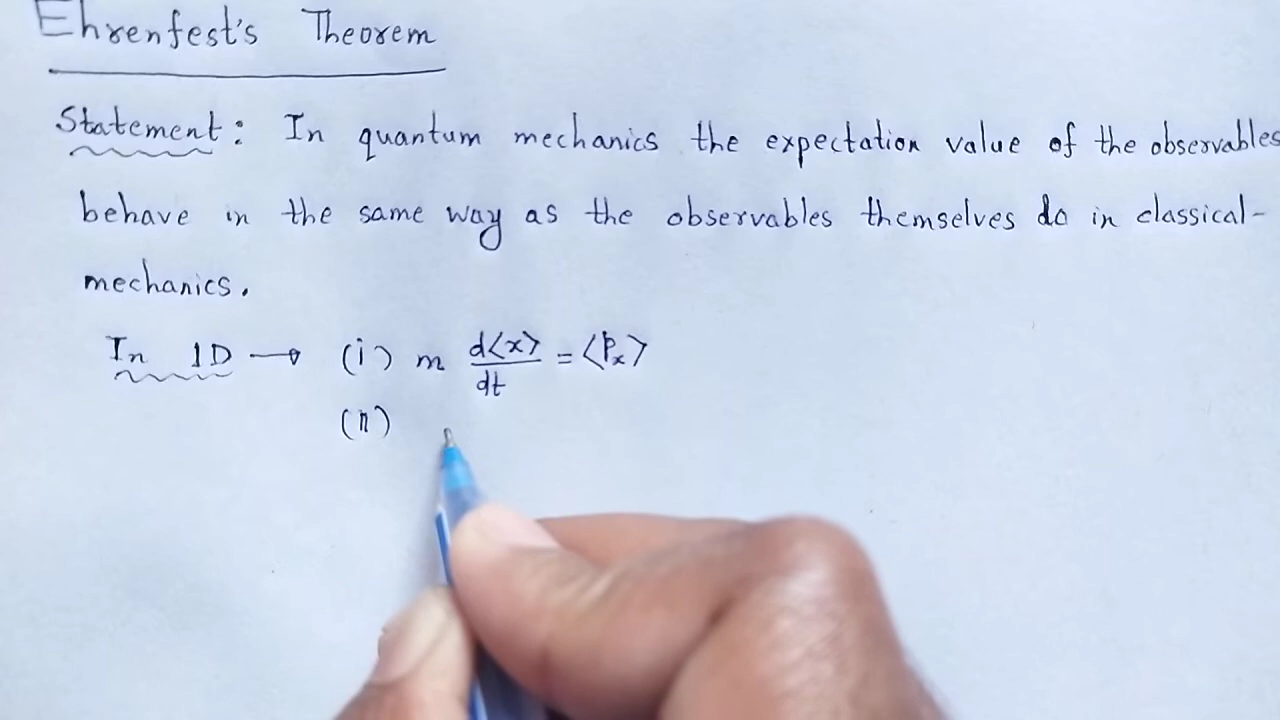 Ehrenfest's Theorem
Statement: In quantum mechanics the expectation value of the observables
behave in the same way as the observables themselves do in classical-
mechanics.
In 1D → (i) m d⟨x⟩/dt = ⟨Px⟩
(ii)